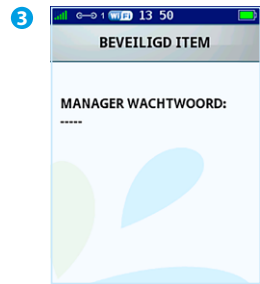 3
1 WiFi 13 50
BEVEILIGD ITEM
MANAGER WACHTWOORD:
-----